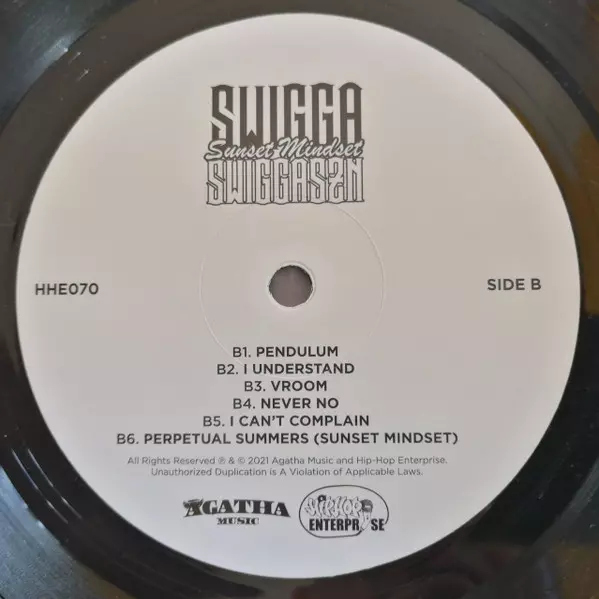 SWIGGA
Sunset Mindset
SWIGGASZN
HHE070
SIDE B
B1. PENDULUM
B2. I UNDERSTAND
B3. VROOM
B4. NEVER NO
B5. I CAN'T COMPLAIN
B6. PERPETUAL SUMMERS (SUNSET MINDSET)
All Rights Reserved ℗ & © 2021 Agatha Music and Hip-Hop Enterprise.
Unauthorized Duplication is A Violation of Applicable Laws.
AGATHA
MUSIC
HIPHOP
ENTERPRISE